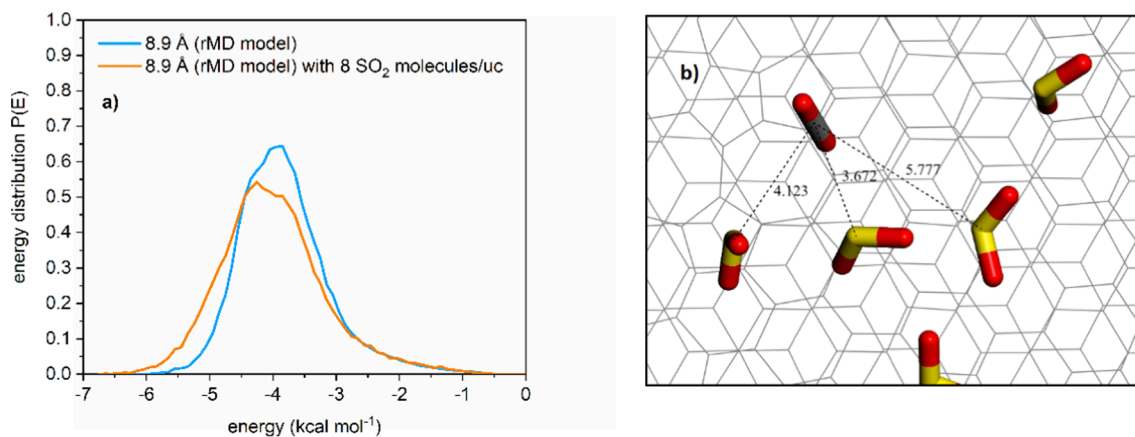 1.0
0.9
0.8
0.7
0.6
0.5
0.4
0.3
0.2
0.1
0.0
energy distribution P(E)
8.9 Å (rMD model)
8.9 Å (rMD model) with 8 SO₂ molecules/uc
a)
-7 -6 -5 -4 -3 -2 -1 0
energy (kcal mol⁻¹)
b)
4.123
3.672
5.777